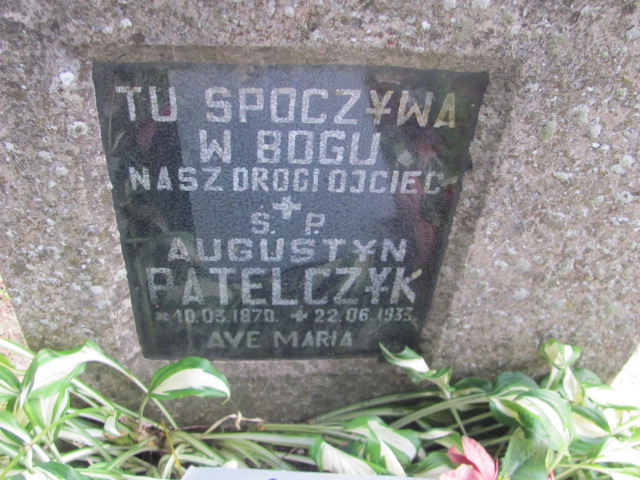 TU SPOCZYWA
W BOGU
NASZ DROGI OJCIEC
Ś. + P.
AUGUSTYN
PATELCZYK
* 10.03.1870. + 22.06.1933.
AVE MARIA